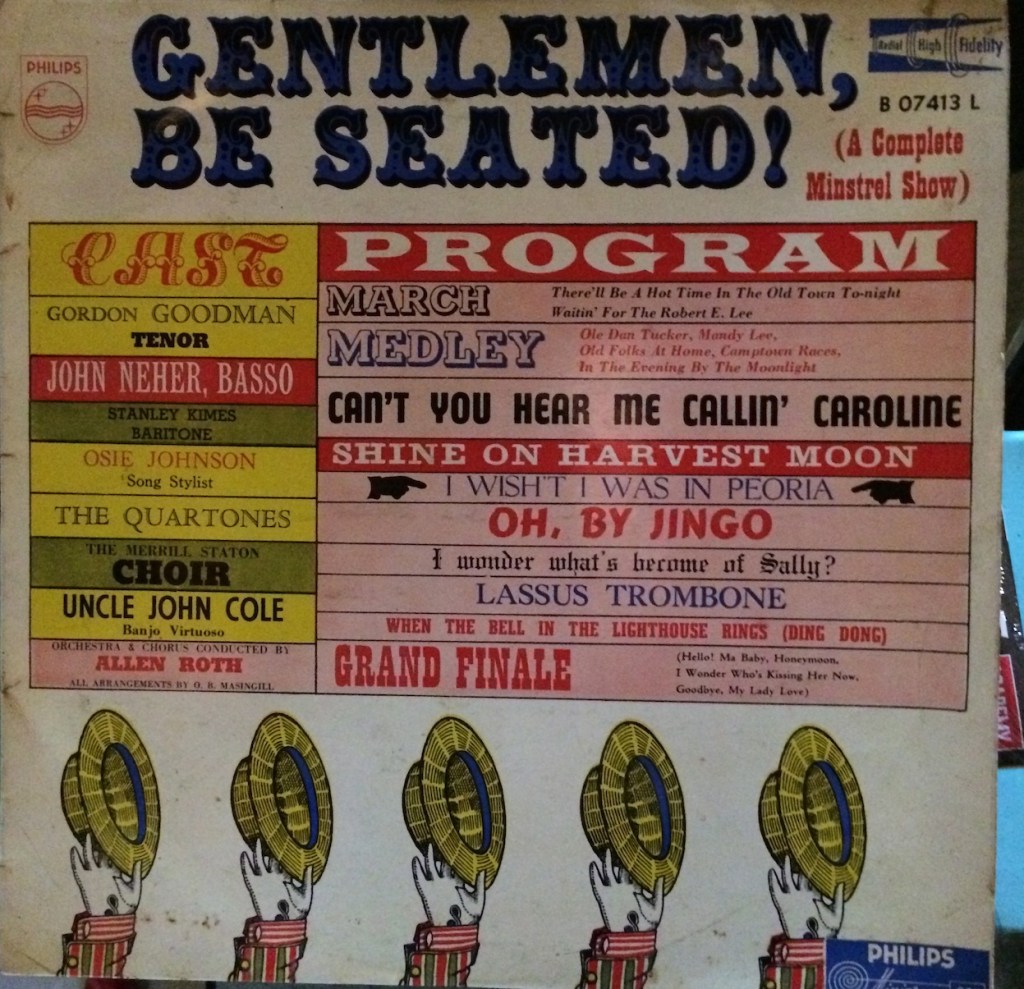 GENTLEMEN,
BE SEATED!
PHILIPS
Radial High Fidelity
B 07413 L
(A Complete
Minstrel Show)
CAST
GORDON GOODMAN
TENOR
JOHN NEHER, BASSO
STANLEY KIMES
BARITONE
OSIE JOHNSON
Song Stylist
THE QUARTONES
THE MERRILL STATON
CHOIR
UNCLE JOHN COLE
Banjo Virtuoso
ORCHESTRA & CHORUS CONDUCTED BY
ALLEN ROTH
ALL ARRANGEMENTS BY O. B. MASINGILL
PROGRAM
MARCH
There'll Be A Hot Time In The Old Town To-night
Waitin' For The Robert E. Lee
MEDLEY
Ole Dan Tucker, Mandy Lee,
Old Folks At Home, Camptown Races,
In The Evening By The Moonlight
CAN'T YOU HEAR ME CALLIN' CAROLINE
SHINE ON HARVEST MOON
I WISH'T I WAS IN PEORIA
OH, BY JINGO
I wonder what's become of Sally?
LASSUS TROMBONE
WHEN THE BELL IN THE LIGHTHOUSE RINGS (DING DONG)
GRAND FINALE
(Hello! Ma Baby, Honeymoon,
I Wonder Who's Kissing Her Now,
Goodbye, My Lady Love)
PHILIPS